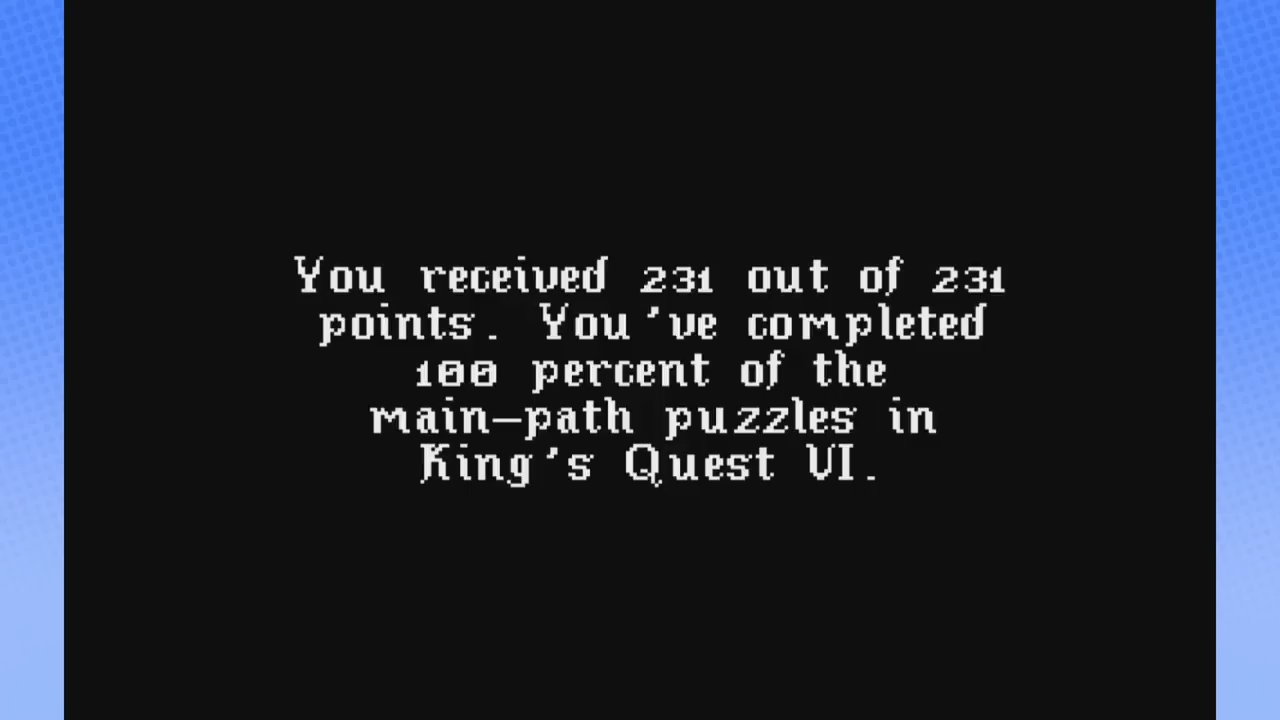 You received 231 out of 231
points. You've completed
100 percent of the
main-path puzzles in
King's Quest VI.